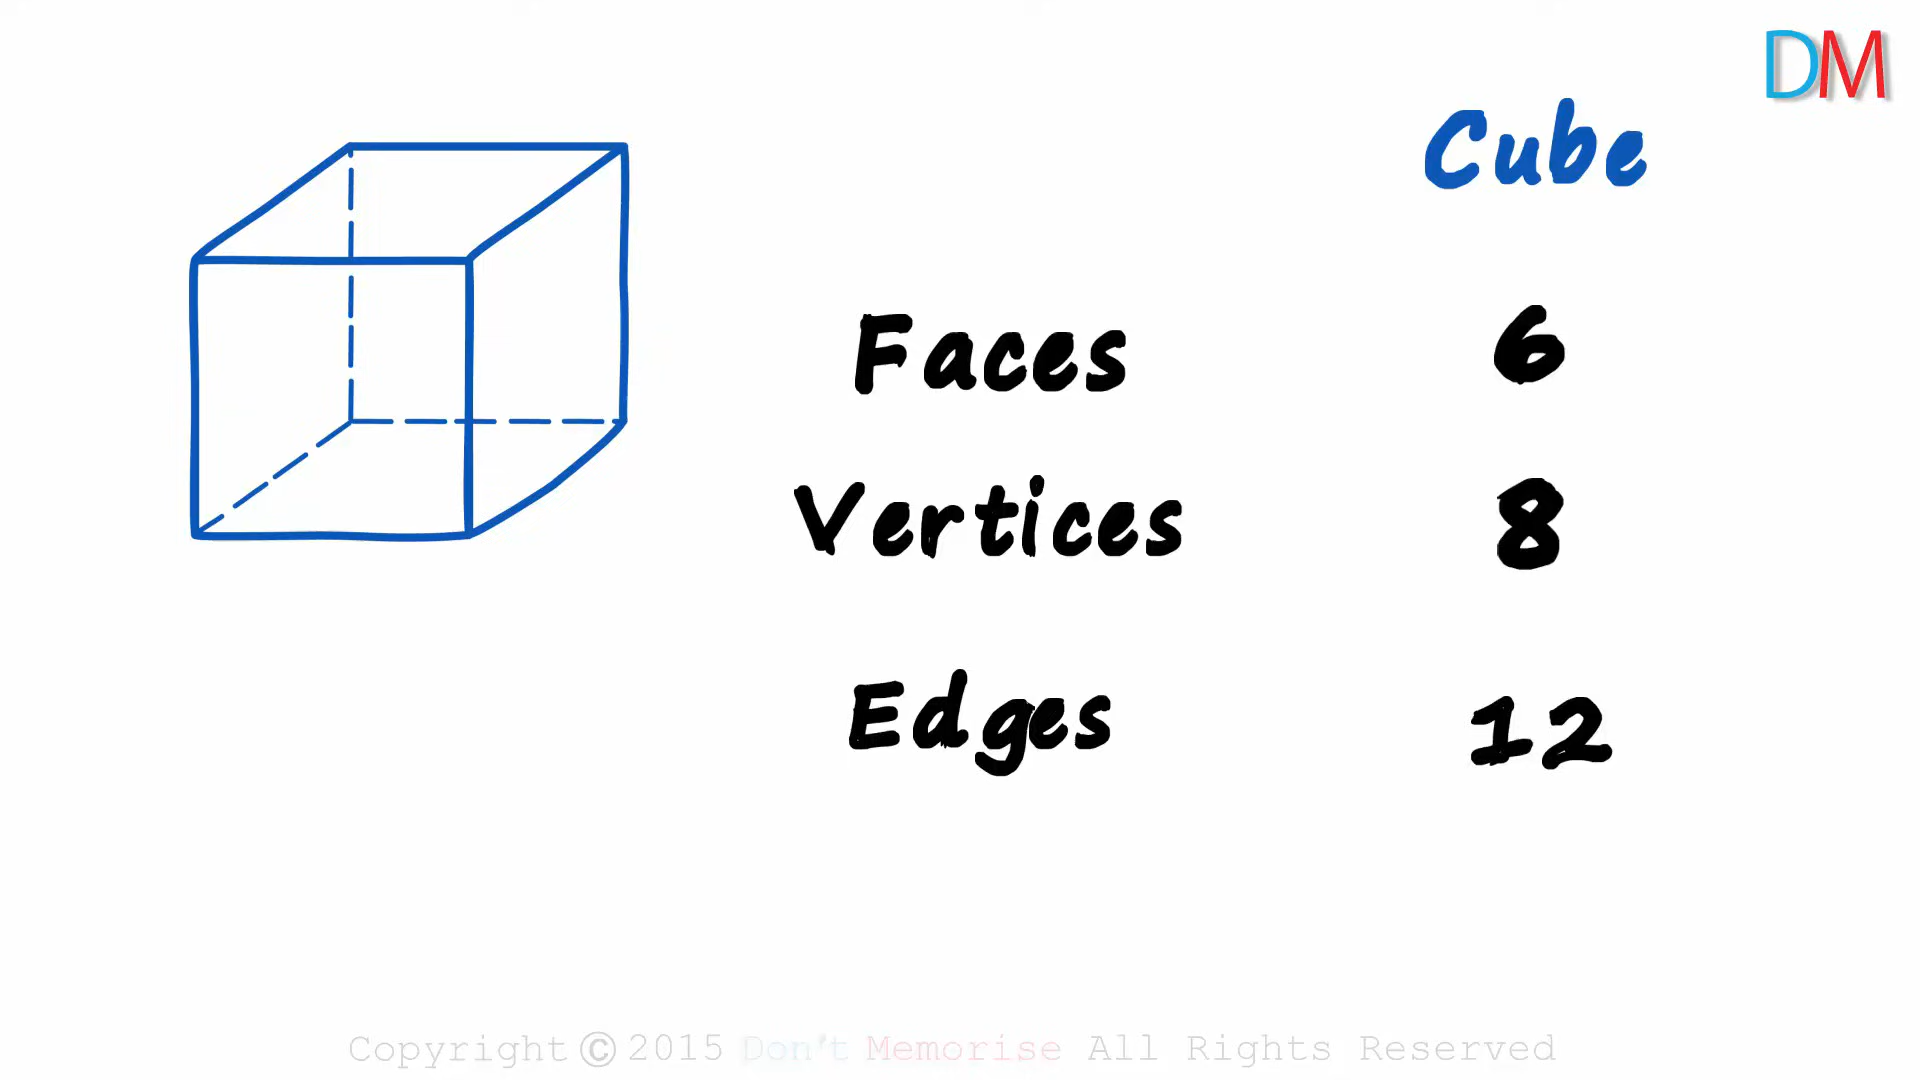 DM
Cube
Faces 6
Vertices 8
Edges 12
Copyright © 2015 Don't Memorise All Rights Reserved